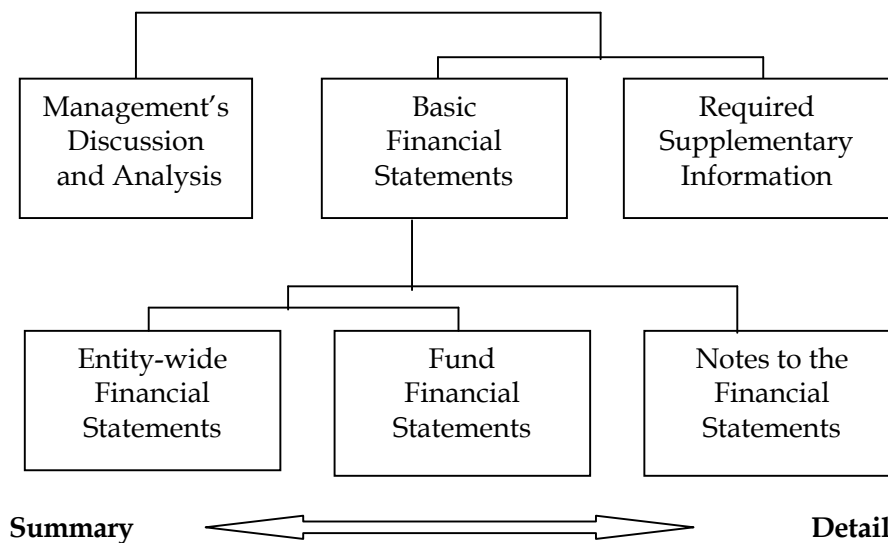 Management’s
Discussion
and Analysis
Basic
Financial
Statements
Required
Supplementary
Information
Entity-wide
Financial
Statements
Fund
Financial
Statements
Notes to the
Financial
Statements
Summary
Detail